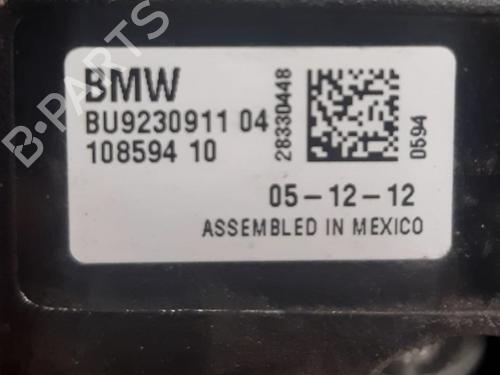 B-PARTS
BMW
BU9230911 04
108594 10
28330448
0594
05-12-12
ASSEMBLED IN MEXICO